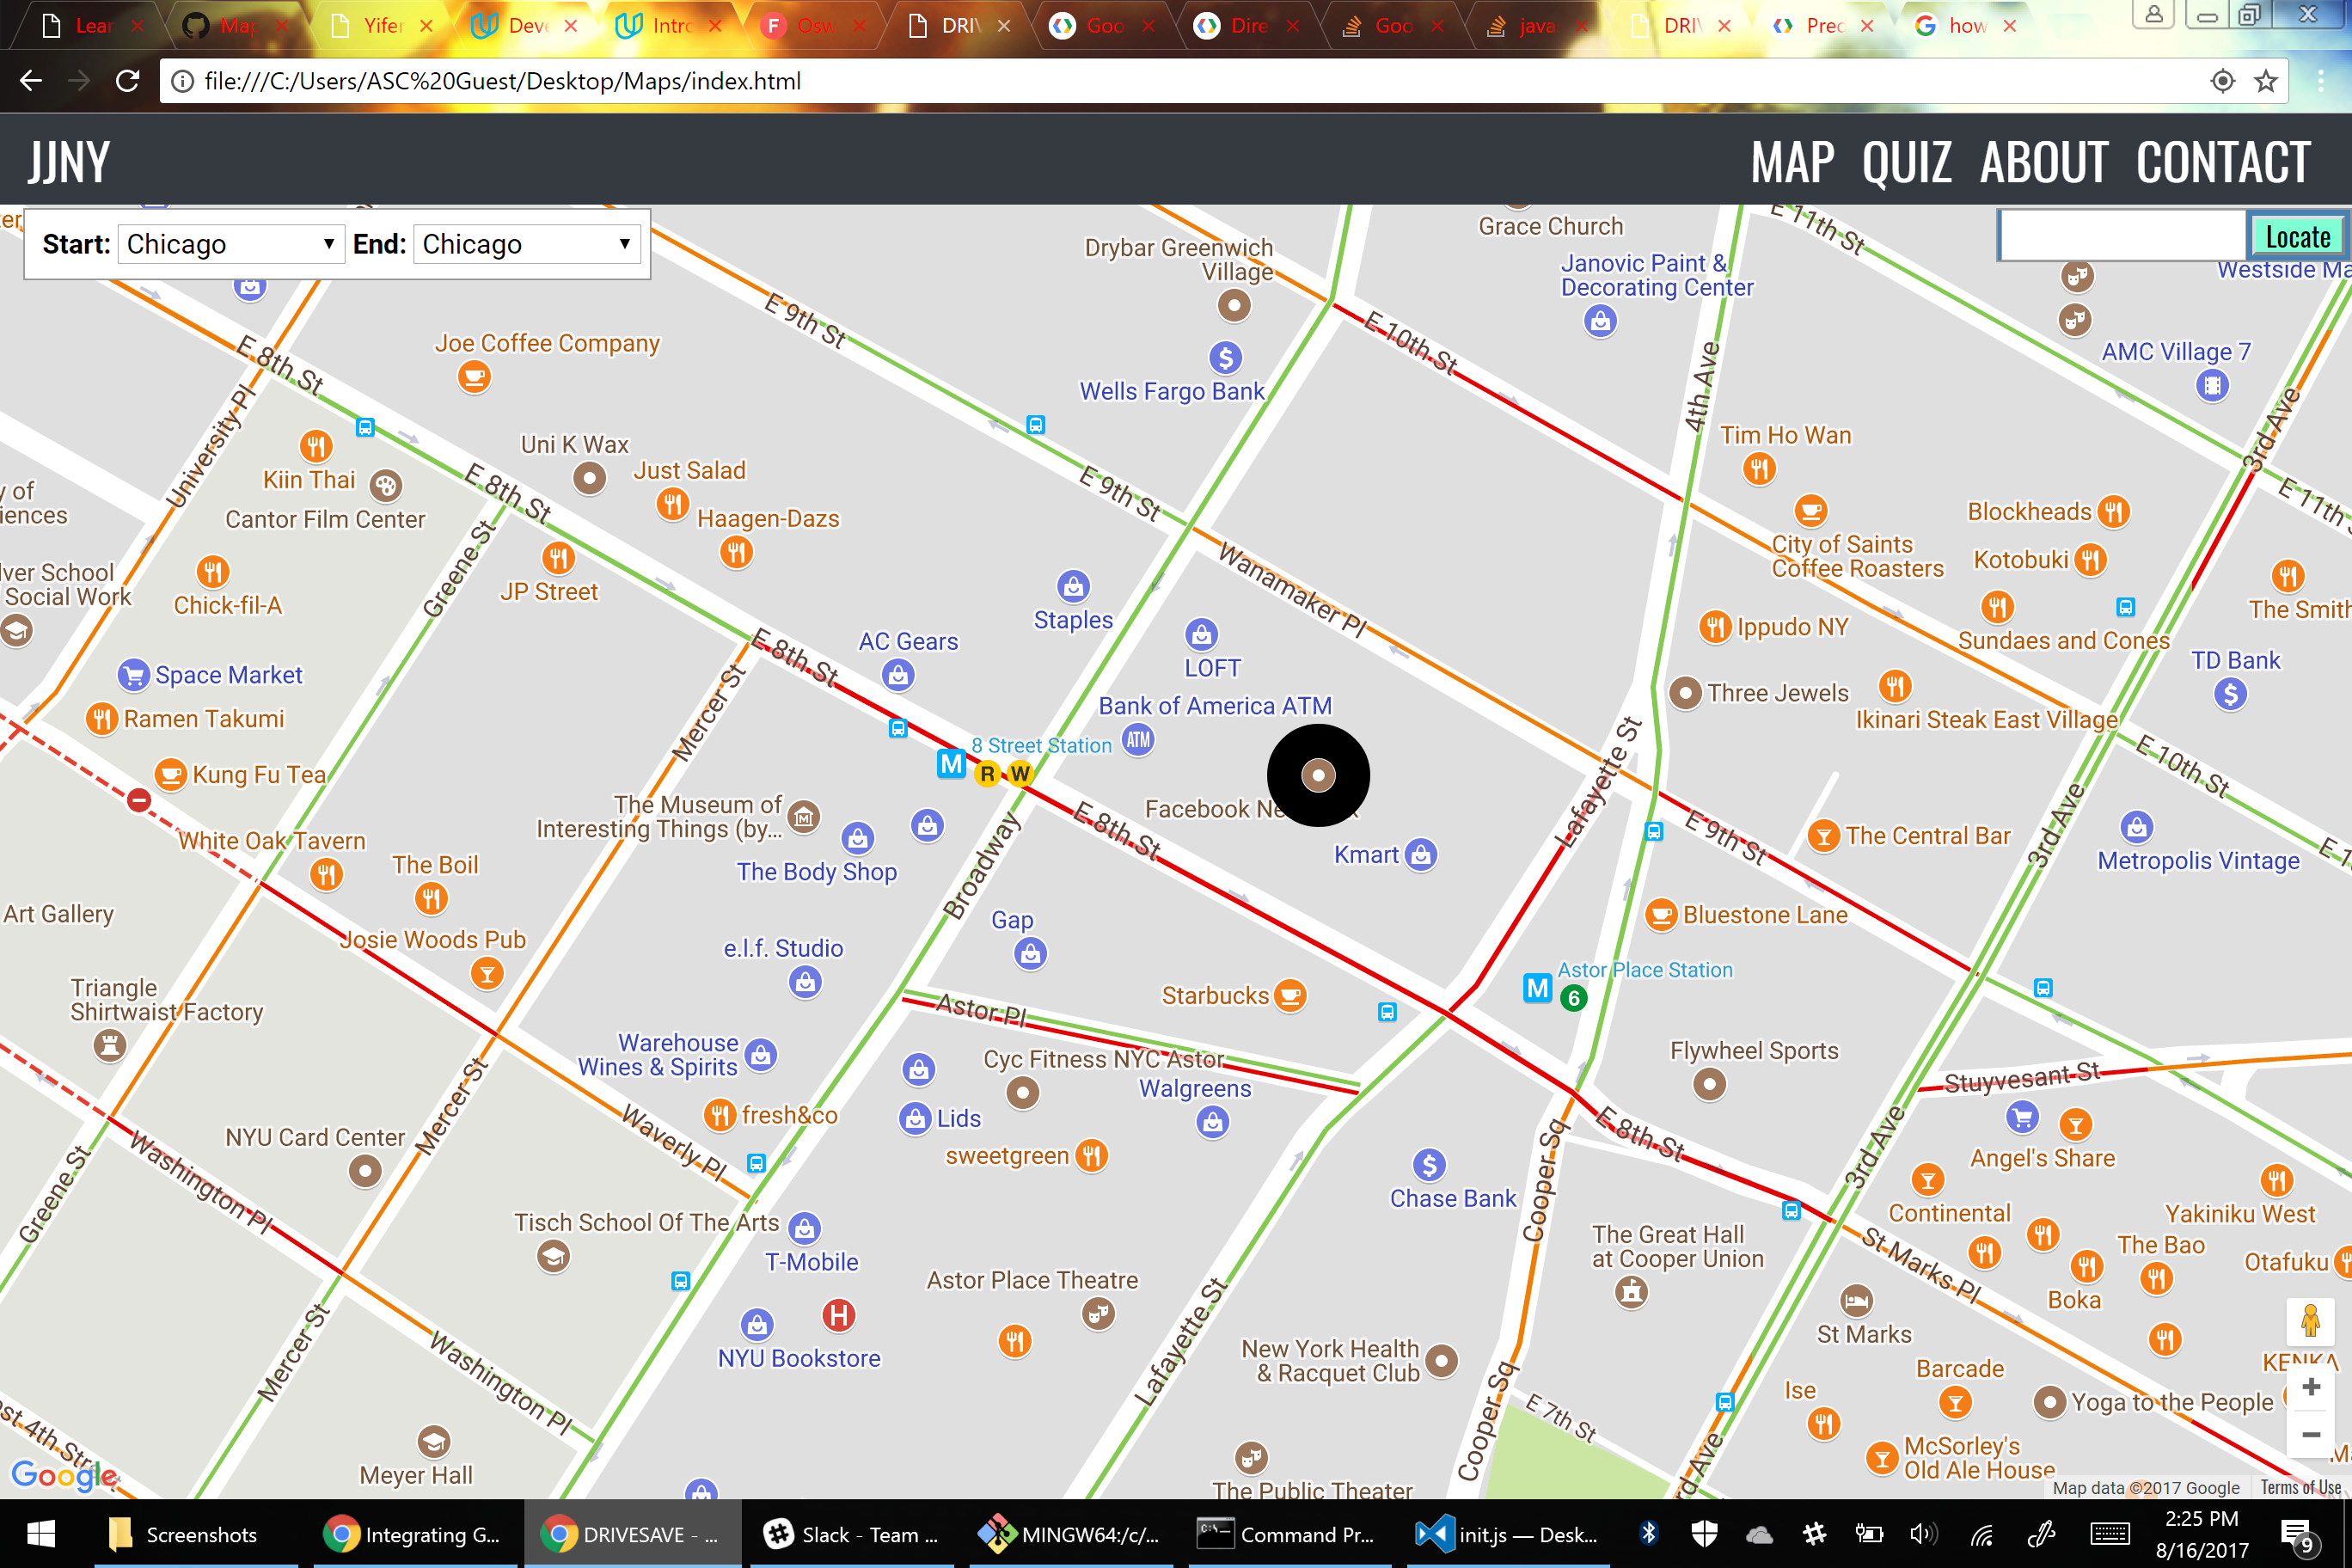 Lear
Map
Yifer
Deve
Intro
Osw
DRIV
Goo
Dire
Goo
java
DRIV
Prec
how
file:///C:/Users/ASC%20Guest/Desktop/Maps/index.html
JJNY
MAP QUIZ ABOUT CONTACT
Start: Chicago End: Chicago
Locate
Grace Church
E 11th St
Drybar Greenwich
Village
Janovic Paint &
Decorating Center
Westside Ma
E 9th St
E 10th St
Joe Coffee Company
E 8th St
Wells Fargo Bank
4th Ave
AMC Village 7
3rd Ave
University Pl
Uni K Wax
Just Salad
Tim Ho Wan
Kiin Thai
E 8th St
E 9th St
y of
iences
Cantor Film Center
Haagen-Dazs
Blockheads
E 11th S
City of Saints
Coffee Roasters
Kotobuki
lver School
Social Work
Greene St
JP Street
Wanamaker Pl
Chick-fil-A
Staples
The Smith
Ippudo NY
Sundaes and Cones
AC Gears
E 8th St
LOFT
TD Bank
Space Market
Mercer St
Bank of America ATM
ATM
Three Jewels
Ramen Takumi
Ikinari Steak East Village
8 Street Station
M R W
Lafayette St
E 10th St
Kung Fu Tea
The Museum of
Interesting Things (by...
Facebook Ne
E 8th St
E 9th St
The Central Bar
3rd Ave
White Oak Tavern
The Boil
The Body Shop
Broadway
Kmart
Metropolis Vintage
E 1
Art Gallery
Josie Woods Pub
e.l.f. Studio
Gap
Bluestone Lane
Triangle
Shirtwaist Factory
Astor Pl
Starbucks
Astor Place Station
M 6
Warehouse
Wines & Spirits
Cyc Fitness NYC Astor
Walgreens
Flywheel Sports
Stuyvesant St
Mercer St
fresh&co
Lids
NYU Card Center
Waverly Pl
sweetgreen
Cooper Sq
E 8th St
3rd Ave
Angel's Share
Greene St
Washington Pl
Chase Bank
Tisch School Of The Arts
T-Mobile
The Great Hall
at Cooper Union
Continental
Yakiniku West
St Marks Pl
The Bao
Otafuku
Astor Place Theatre
Boka
Mercer St
Washington Pl
H
NYU Bookstore
Lafayette St
New York Health
& Racquet Club
St Marks
KENKA
Barcade
Cooper Sq
Ise
Yoga to the People
E 7th St
ost 4th Street
Meyer Hall
The Public Theater
rd Ave
McSorley's
Old Ale House
Google
Map data ©2017 Google Terms of Use
Screenshots
Integrating G...
DRIVESAVE - ...
Slack - Team ...
MINGW64:/c/...
Command Pr...
init.js — Desk...
2:25 PM
8/16/2017
9